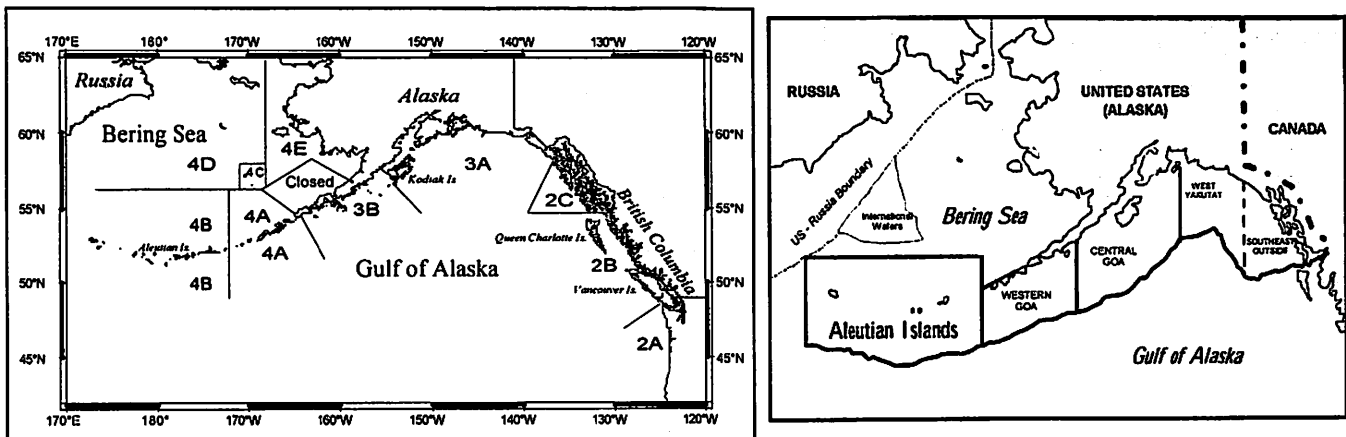 170°E 180° 170°W 160°W 150°W 140°W 130°W 120°W
65°N 65°N
Russia
Alaska
Bering Sea
60°N 60°N
4E
4D
3A
4C
Closed
Kodiak Is.
55°N 55°N
4B
4A
3B
2C
British Columbia
Queen Charlotte Is.
Aleutian Is.
4A
Gulf of Alaska
2B
50°N 50°N
4B
Vancouver Is.
2A
45°N 45°N
170°E 180° 170°W 160°W 150°W 140°W 130°W 120°W
RUSSIA
UNITED STATES
(ALASKA)
CANADA
US - Russia Boundary
International
Waters
Bering Sea
WEST
YAKUTAT
SOUTHEAST
OUTSIDE
CENTRAL
GOA
WESTERN
GOA
Aleutian Islands
Gulf of Alaska